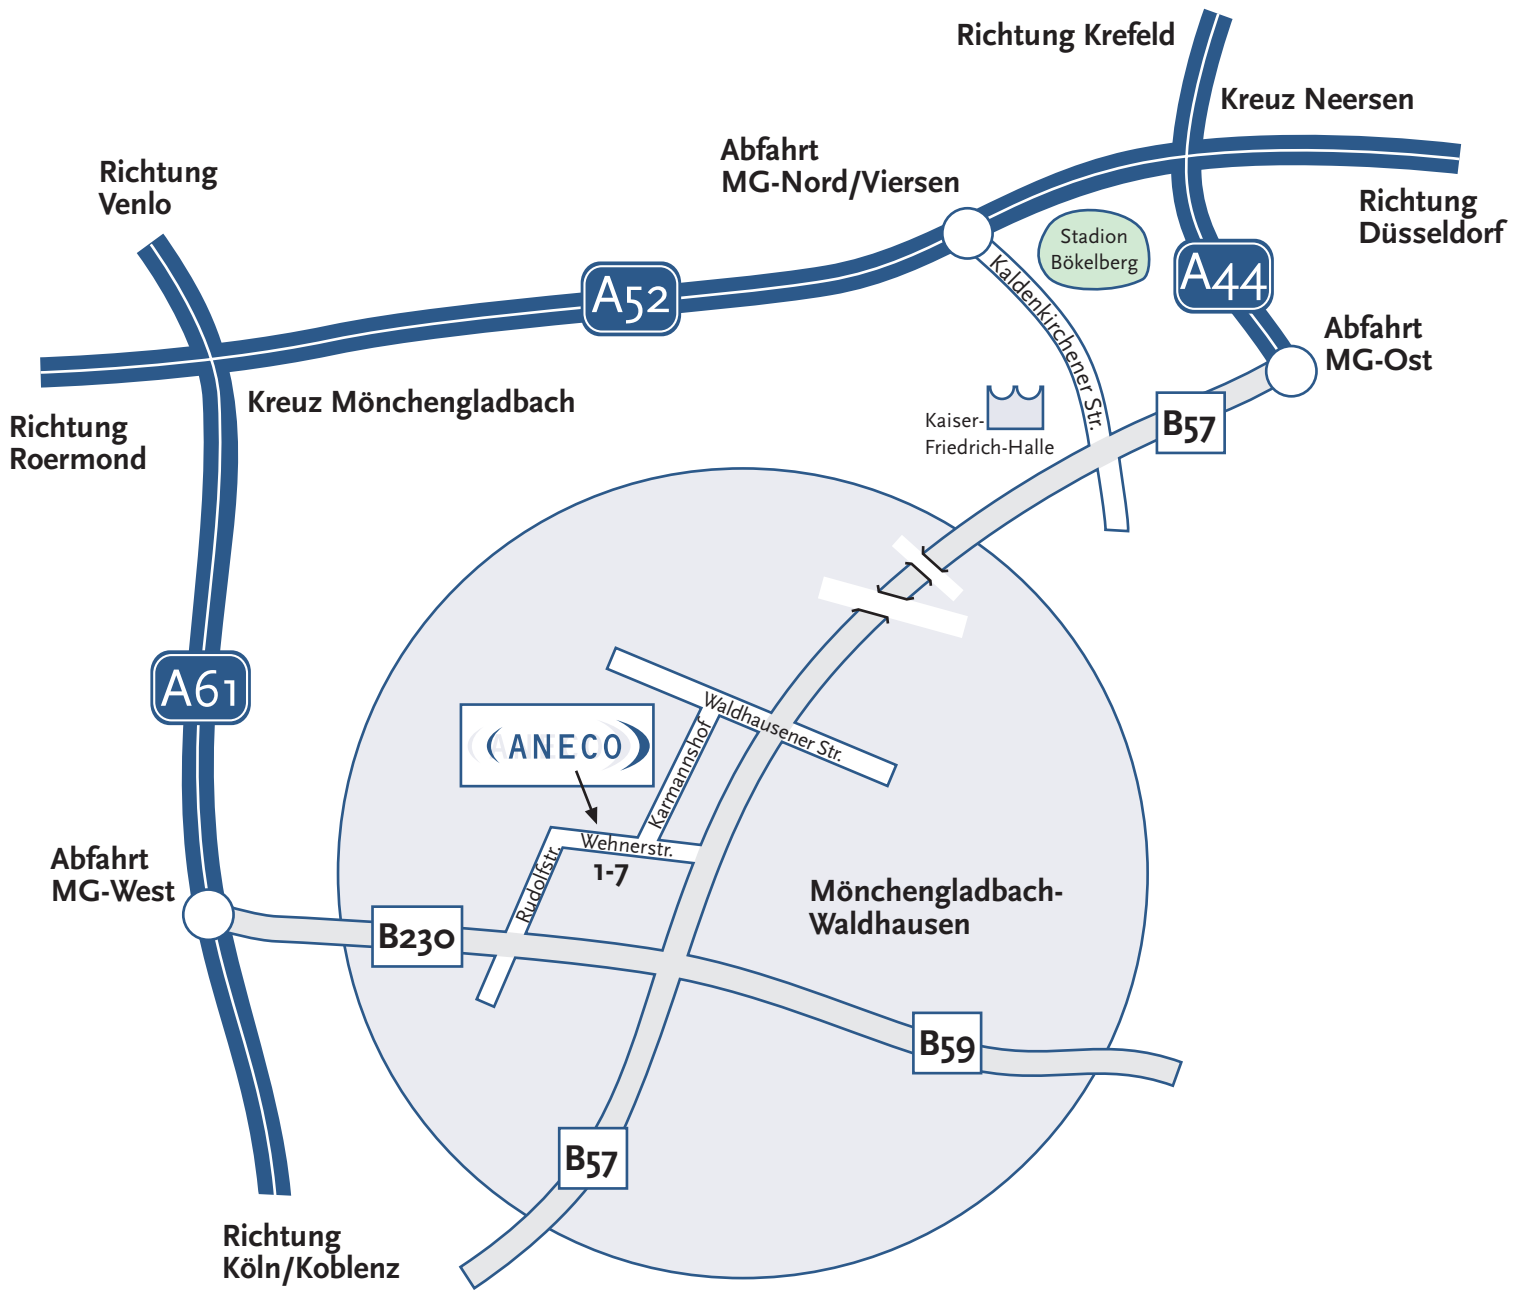 Richtung Krefeld
Kreuz Neersen
Abfahrt
MG-Nord/Viersen
Richtung
Venlo
Richtung
Düsseldorf
Stadion
Bökelberg
A44
A52
Kaldenkirchener Str.
Abfahrt
MG-Ost
Kreuz Mönchengladbach
Richtung
Roermond
Kaiser-
Friedrich-Halle
B57
A61
Waldhausener Str.
ANECO
Karmannshof
Wehnerstr.
1-7
Rudolfstr.
Abfahrt
MG-West
Mönchengladbach-
Waldhausen
B230
B59
B57
Richtung
Köln/Koblenz